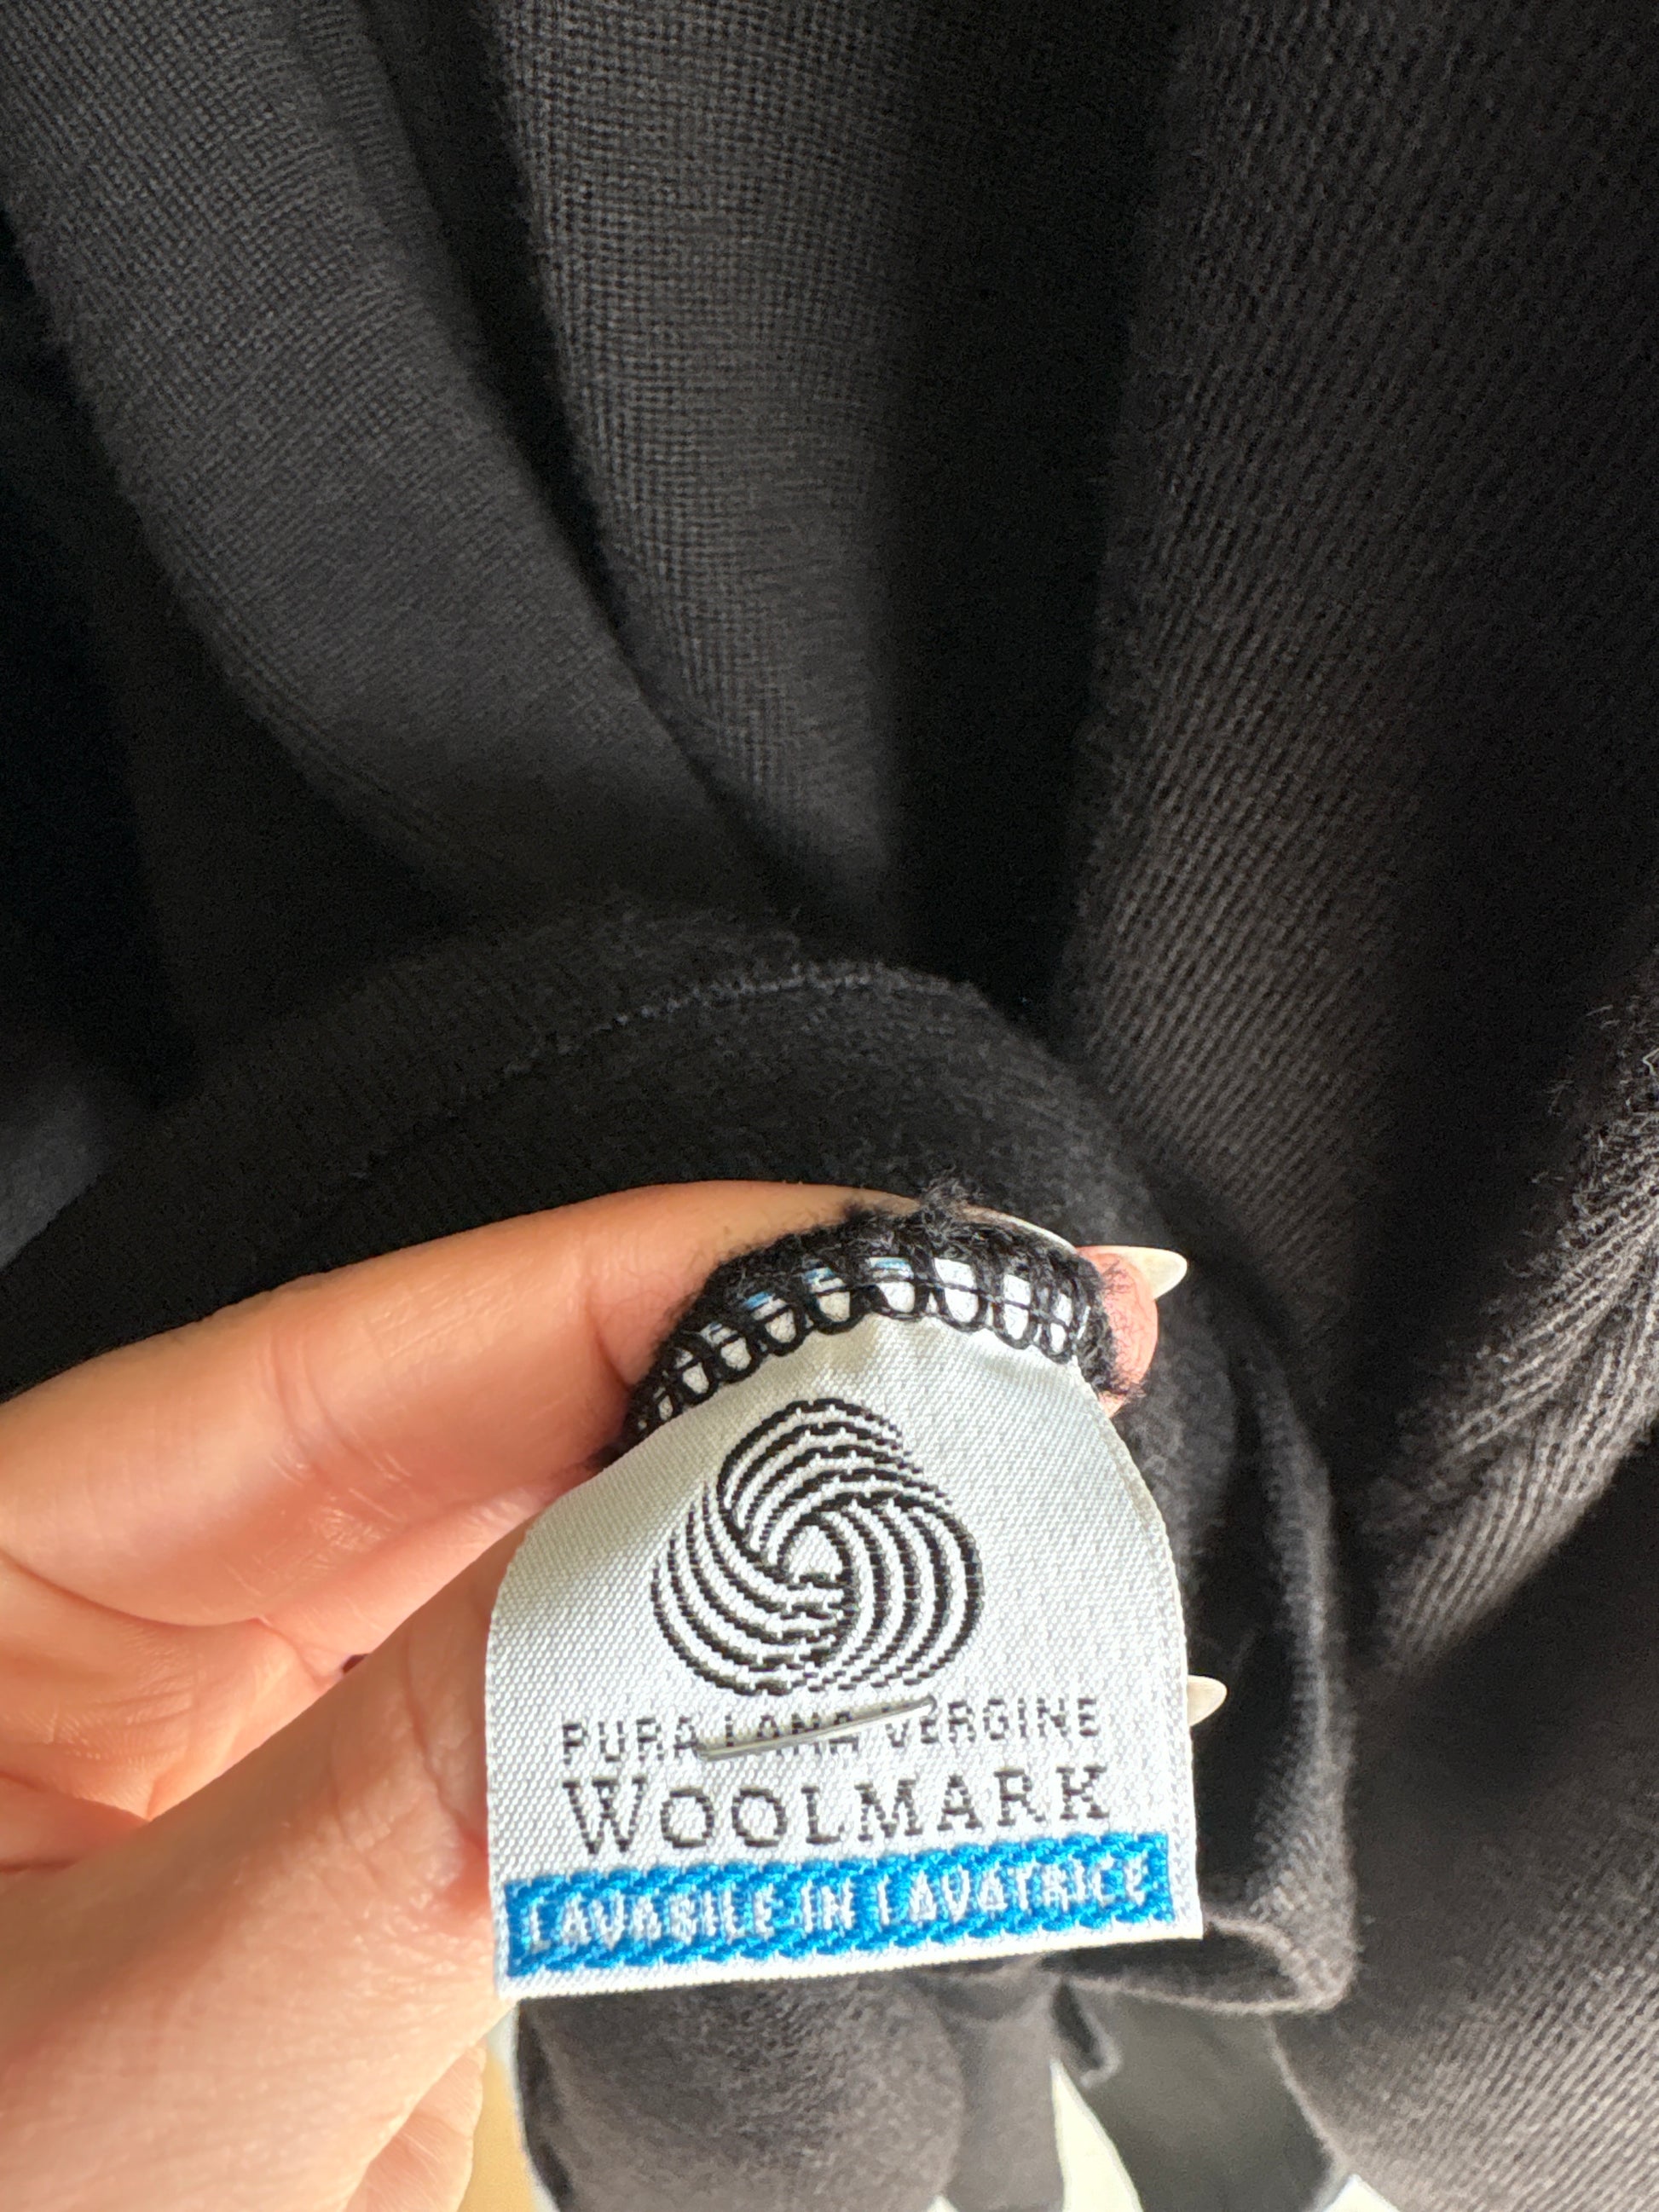 PURA LANA VERGINE
WOOLMARK
LAVABILE IN LAVATRICE